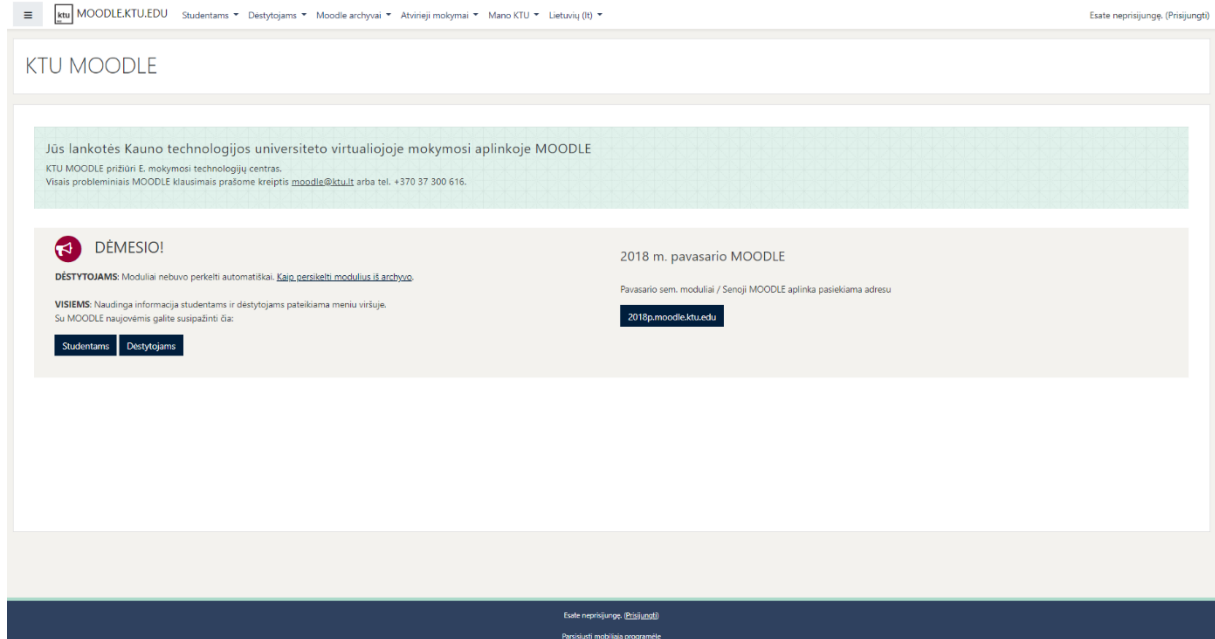 ktu MOODLE.KTU.EDU Studentams Dėstytojams Moodle archyvai Atvirieji mokymai Mano KTU Lietuvių (lt) Esate neprisijungę. (Prisijungti)
KTU MOODLE
Jūs lankotės Kauno technologijos universiteto virtualiojoje mokymosi aplinkoje MOODLE
KTU MOODLE prižiūri E. mokymosi technologijų centras.
Visais probleminiais MOODLE klausimais prašome kreiptis moodle@ktu.lt arba tel. +370 37 300 616.
DĖMESIO!
DĖSTYTOJAMS: Moduliai nebuvo perkelti automatiškai. Kaip persikelti modulius iš archyvo.
VISIEMS: Naudinga informacija studentams ir dėstytojams pateikiama meniu viršuje.
Su MOODLE naujovėmis galite susipažinti čia:
Studentams Dėstytojams
2018 m. pavasario MOODLE
Pavasario sem. moduliai / Senoji MOODLE aplinka pasiekiama adresu
2018p.moodle.ktu.edu
Esate neprisijungę. (Prisijungti)
Parsisiųsti mobiliąja programėlę